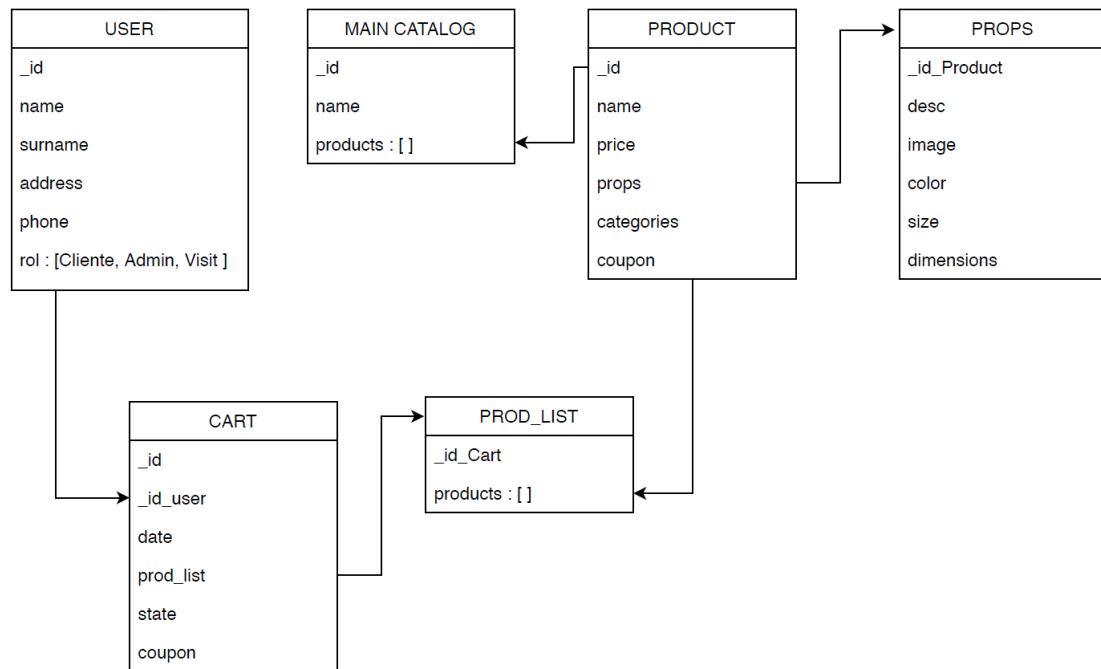 USER
_id
name
surname
address
phone
rol : [Cliente, Admin, Visit ]
MAIN CATALOG
_id
name
products : [ ]
PRODUCT
_id
name
price
props
categories
coupon
PROPS
_id_Product
desc
image
color
size
dimensions
CART
_id
_id_user
date
prod_list
state
coupon
PROD_LIST
_id_Cart
products : [ ]